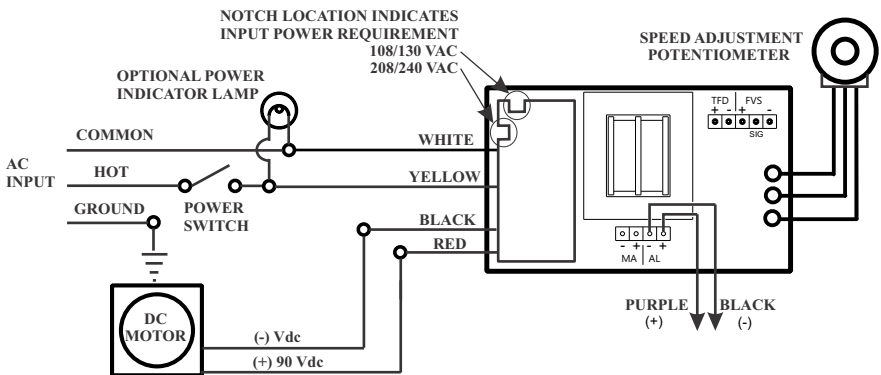 NOTCH LOCATION INDICATES
INPUT POWER REQUIREMENT
108/130 VAC
208/240 VAC
SPEED ADJUSTMENT
POTENTIOMETER
OPTIONAL POWER
INDICATOR LAMP
TFD FVS
+ - + -
SIG
COMMON
WHITE
AC
INPUT
HOT
YELLOW
GROUND
POWER
SWITCH
BLACK
RED
- + - +
MA AL
PURPLE
(+)
BLACK
(-)
DC
MOTOR
(-) Vdc
(+) 90 Vdc